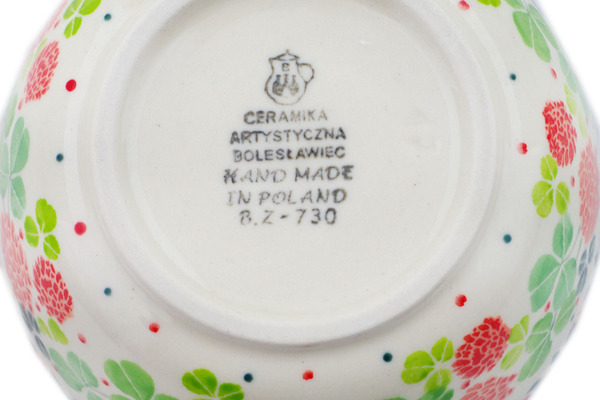 CERAMIKA
ARTYSTYCZNA
BOLESŁAWIEC
HAND MADE
IN POLAND
B.Z-730